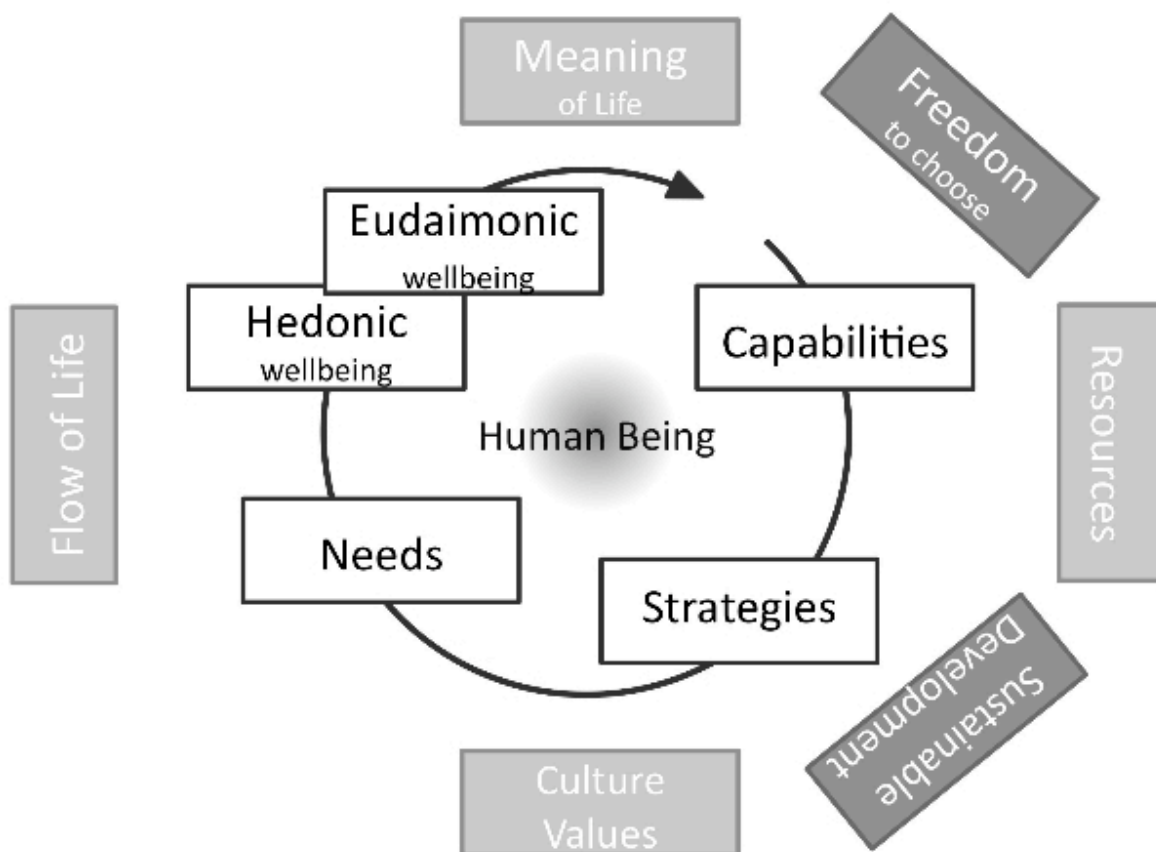 Meaning
of Life
Freedom
to choose
Eudaimonic
wellbeing
Hedonic
wellbeing
Capabilities
Flow of Life
Human Being
Resources
Needs
Strategies
Sustainable
Development
Culture
Values